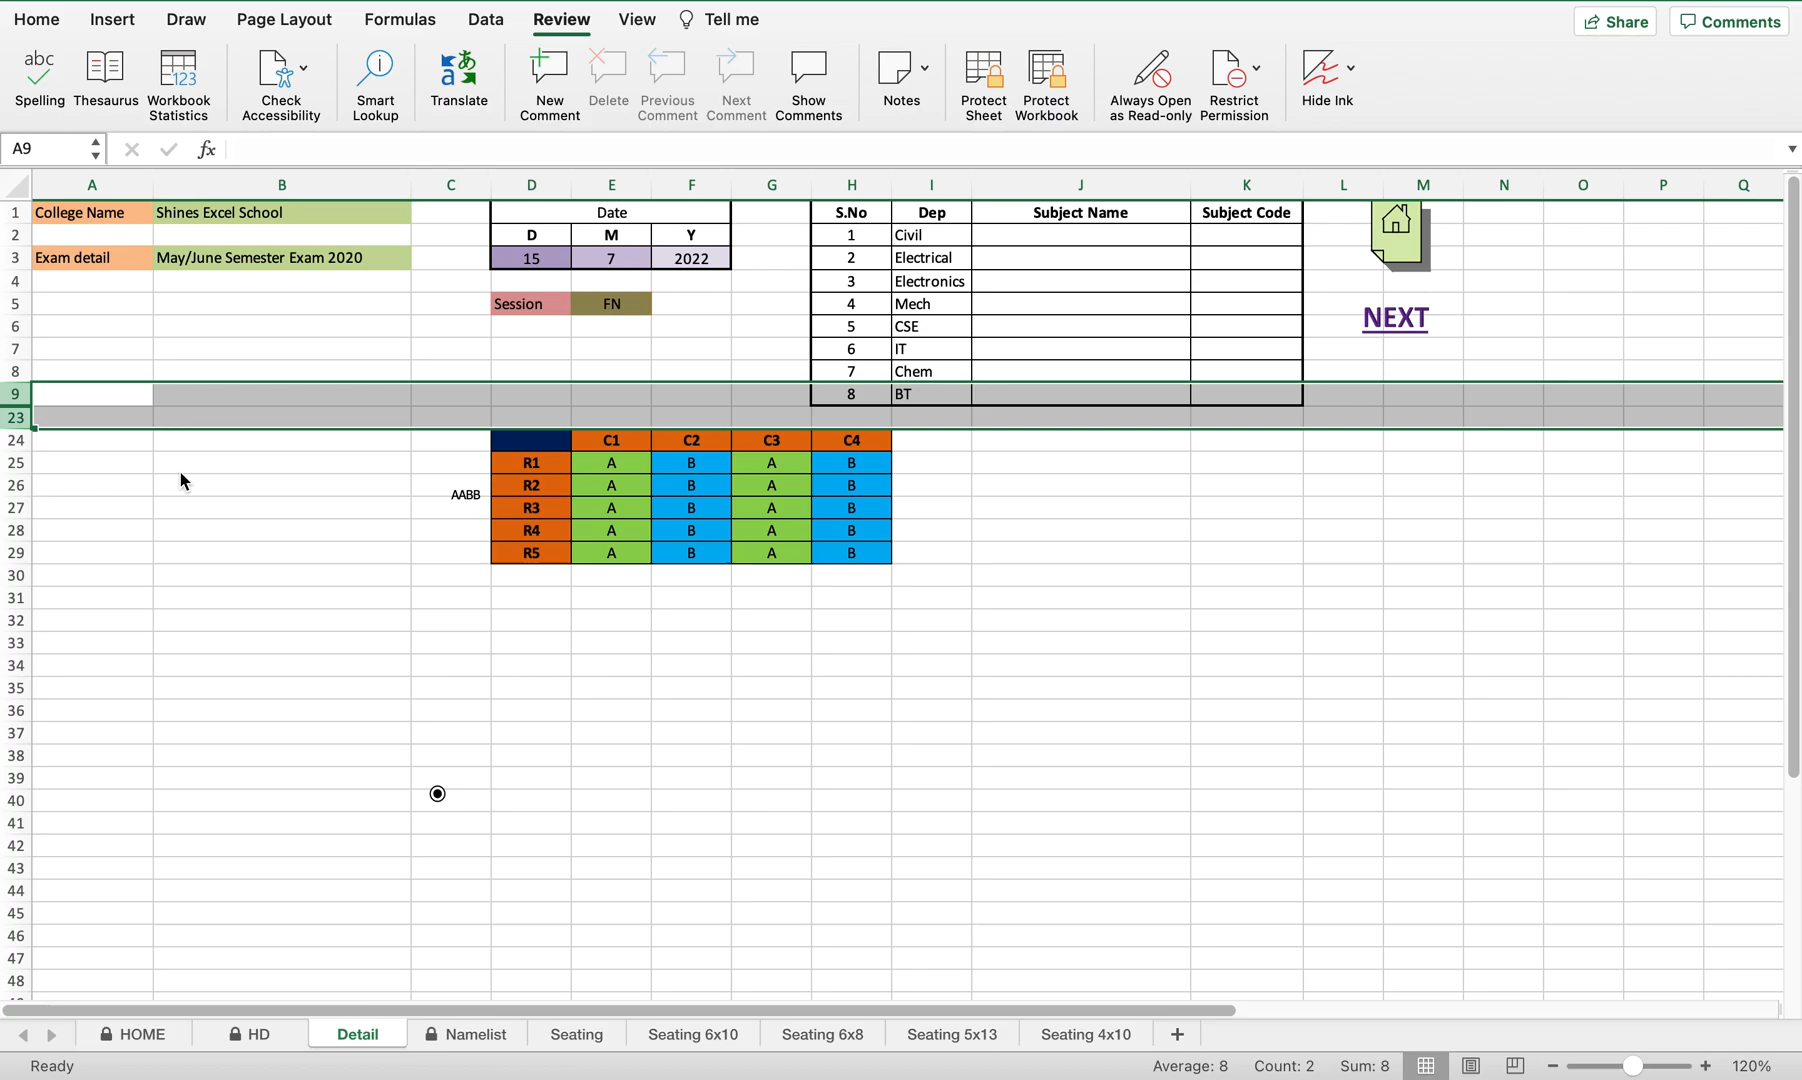 Home Insert Draw Page Layout Formulas Data Review View Tell me Share Comments
abc
Spelling Thesaurus Workbook Statistics Check Accessibility Smart Lookup Translate New Comment Delete Previous Comment Next Comment Show Comments Notes Protect Sheet Protect Workbook Always Open as Read-only Restrict Permission Hide Ink
A9 fx
A B C D E F G H I J K L M N O P Q
1 College Name Shines Excel School Date S.No Dep Subject Name Subject Code
2 D M Y 1 Civil
3 Exam detail May/June Semester Exam 2020 15 7 2022 2 Electrical
4 3 Electronics
5 Session FN 4 Mech NEXT
6 5 CSE
7 6 IT
8 7 Chem
9 8 BT
23
24 C1 C2 C3 C4
25 R1 A B A B
26 AABB R2 A B A B
27 R3 A B A B
28 R4 A B A B
29 R5 A B A B
30
31
32
33
34
35
36
37
38
39
40
41
42
43
44
45
46
47
48
HOME HD Detail Namelist Seating Seating 6x10 Seating 6x8 Seating 5x13 Seating 4x10 +
Ready Average: 8 Count: 2 Sum: 8 − + 120%